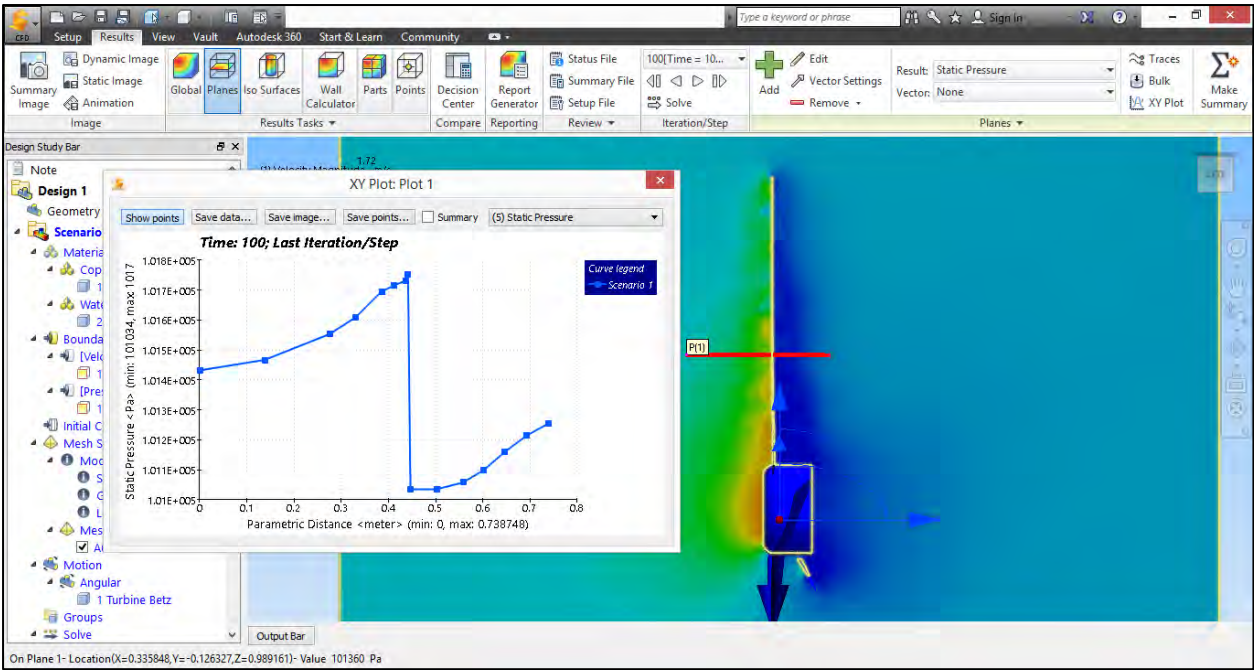 Type a keyword or phrase
Sign In
CFD
Setup Results View Vault Autodesk 360 Start & Learn Community
Summary Image
Dynamic Image
Static Image
Animation
Image
Global
Planes
Iso Surfaces
Wall Calculator
Parts
Points
Results Tasks
Decision Center
Compare
Report Generator
Reporting
Status File
Summary File
Setup File
Review
100[Time = 10...
Solve
Iteration/Step
Add
Edit
Vector Settings
Remove
Result: Static Pressure
Vector: None
Planes
Traces
Bulk
XY Plot
Make Summary
Design Study Bar
Note
Design 1
Geometry
Scenario
Materia
Cop
1
Wate
2
Bounda
[Velo
1
[Pres
1
Initial C
Mesh S
Mod
S
G
L
Mes
Au
Motion
Angular
1 Turbine Betz
Groups
Solve
1.72
XY Plot: Plot 1
Show points
Save data...
Save image...
Save points...
Summary
(5) Static Pressure
Time: 100; Last Iteration/Step
Curve legend
Scenario 1
Static Pressure <Pa> (min: 101034, max: 1017
1.018E+005
1.017E+005
1.016E+005
1.015E+005
1.014E+005
1.013E+005
1.012E+005
1.011E+005
1.01E+005
0 0.1 0.2 0.3 0.4 0.5 0.6 0.7 0.8
Parametric Distance <meter> (min: 0, max: 0.738748)
P(1)
Output Bar
On Plane 1- Location(X=0.335848,Y=-0.126327,Z=0.989161)- Value 101360 Pa